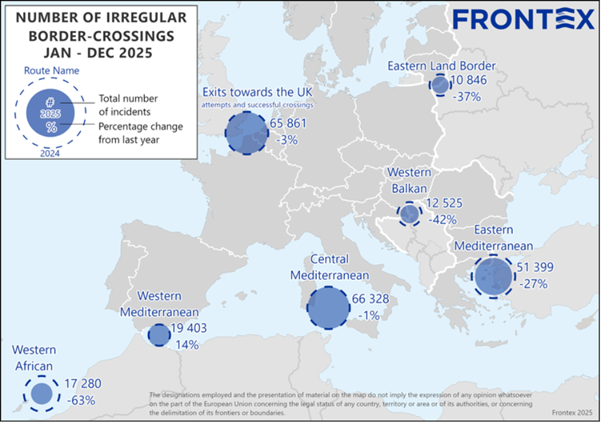 NUMBER OF IRREGULAR
BORDER-CROSSINGS
JAN - DEC 2025
Route Name
#
2025
%
2024
Total number
of incidents
Percentage change
from last year
FRONTEX
Eastern Land Border
10 846
-37%
Exits towards the UK
attempts and successful crossings
65 861
-3%
Western
Balkan
12 525
-42%
Eastern
Mediterranean
51 399
-27%
Central
Mediterranean
66 328
-1%
Western
Mediterranean
19 403
14%
Western
African
17 280
-63%
The designations employed and the presentation of material on the map do not imply the expression of any opinion whatsoever
on the part of the European Union concerning the legal status of any country, territory or area or of its authorities, or concerning
the delimitation of its frontiers or boundaries.
Frontex 2025